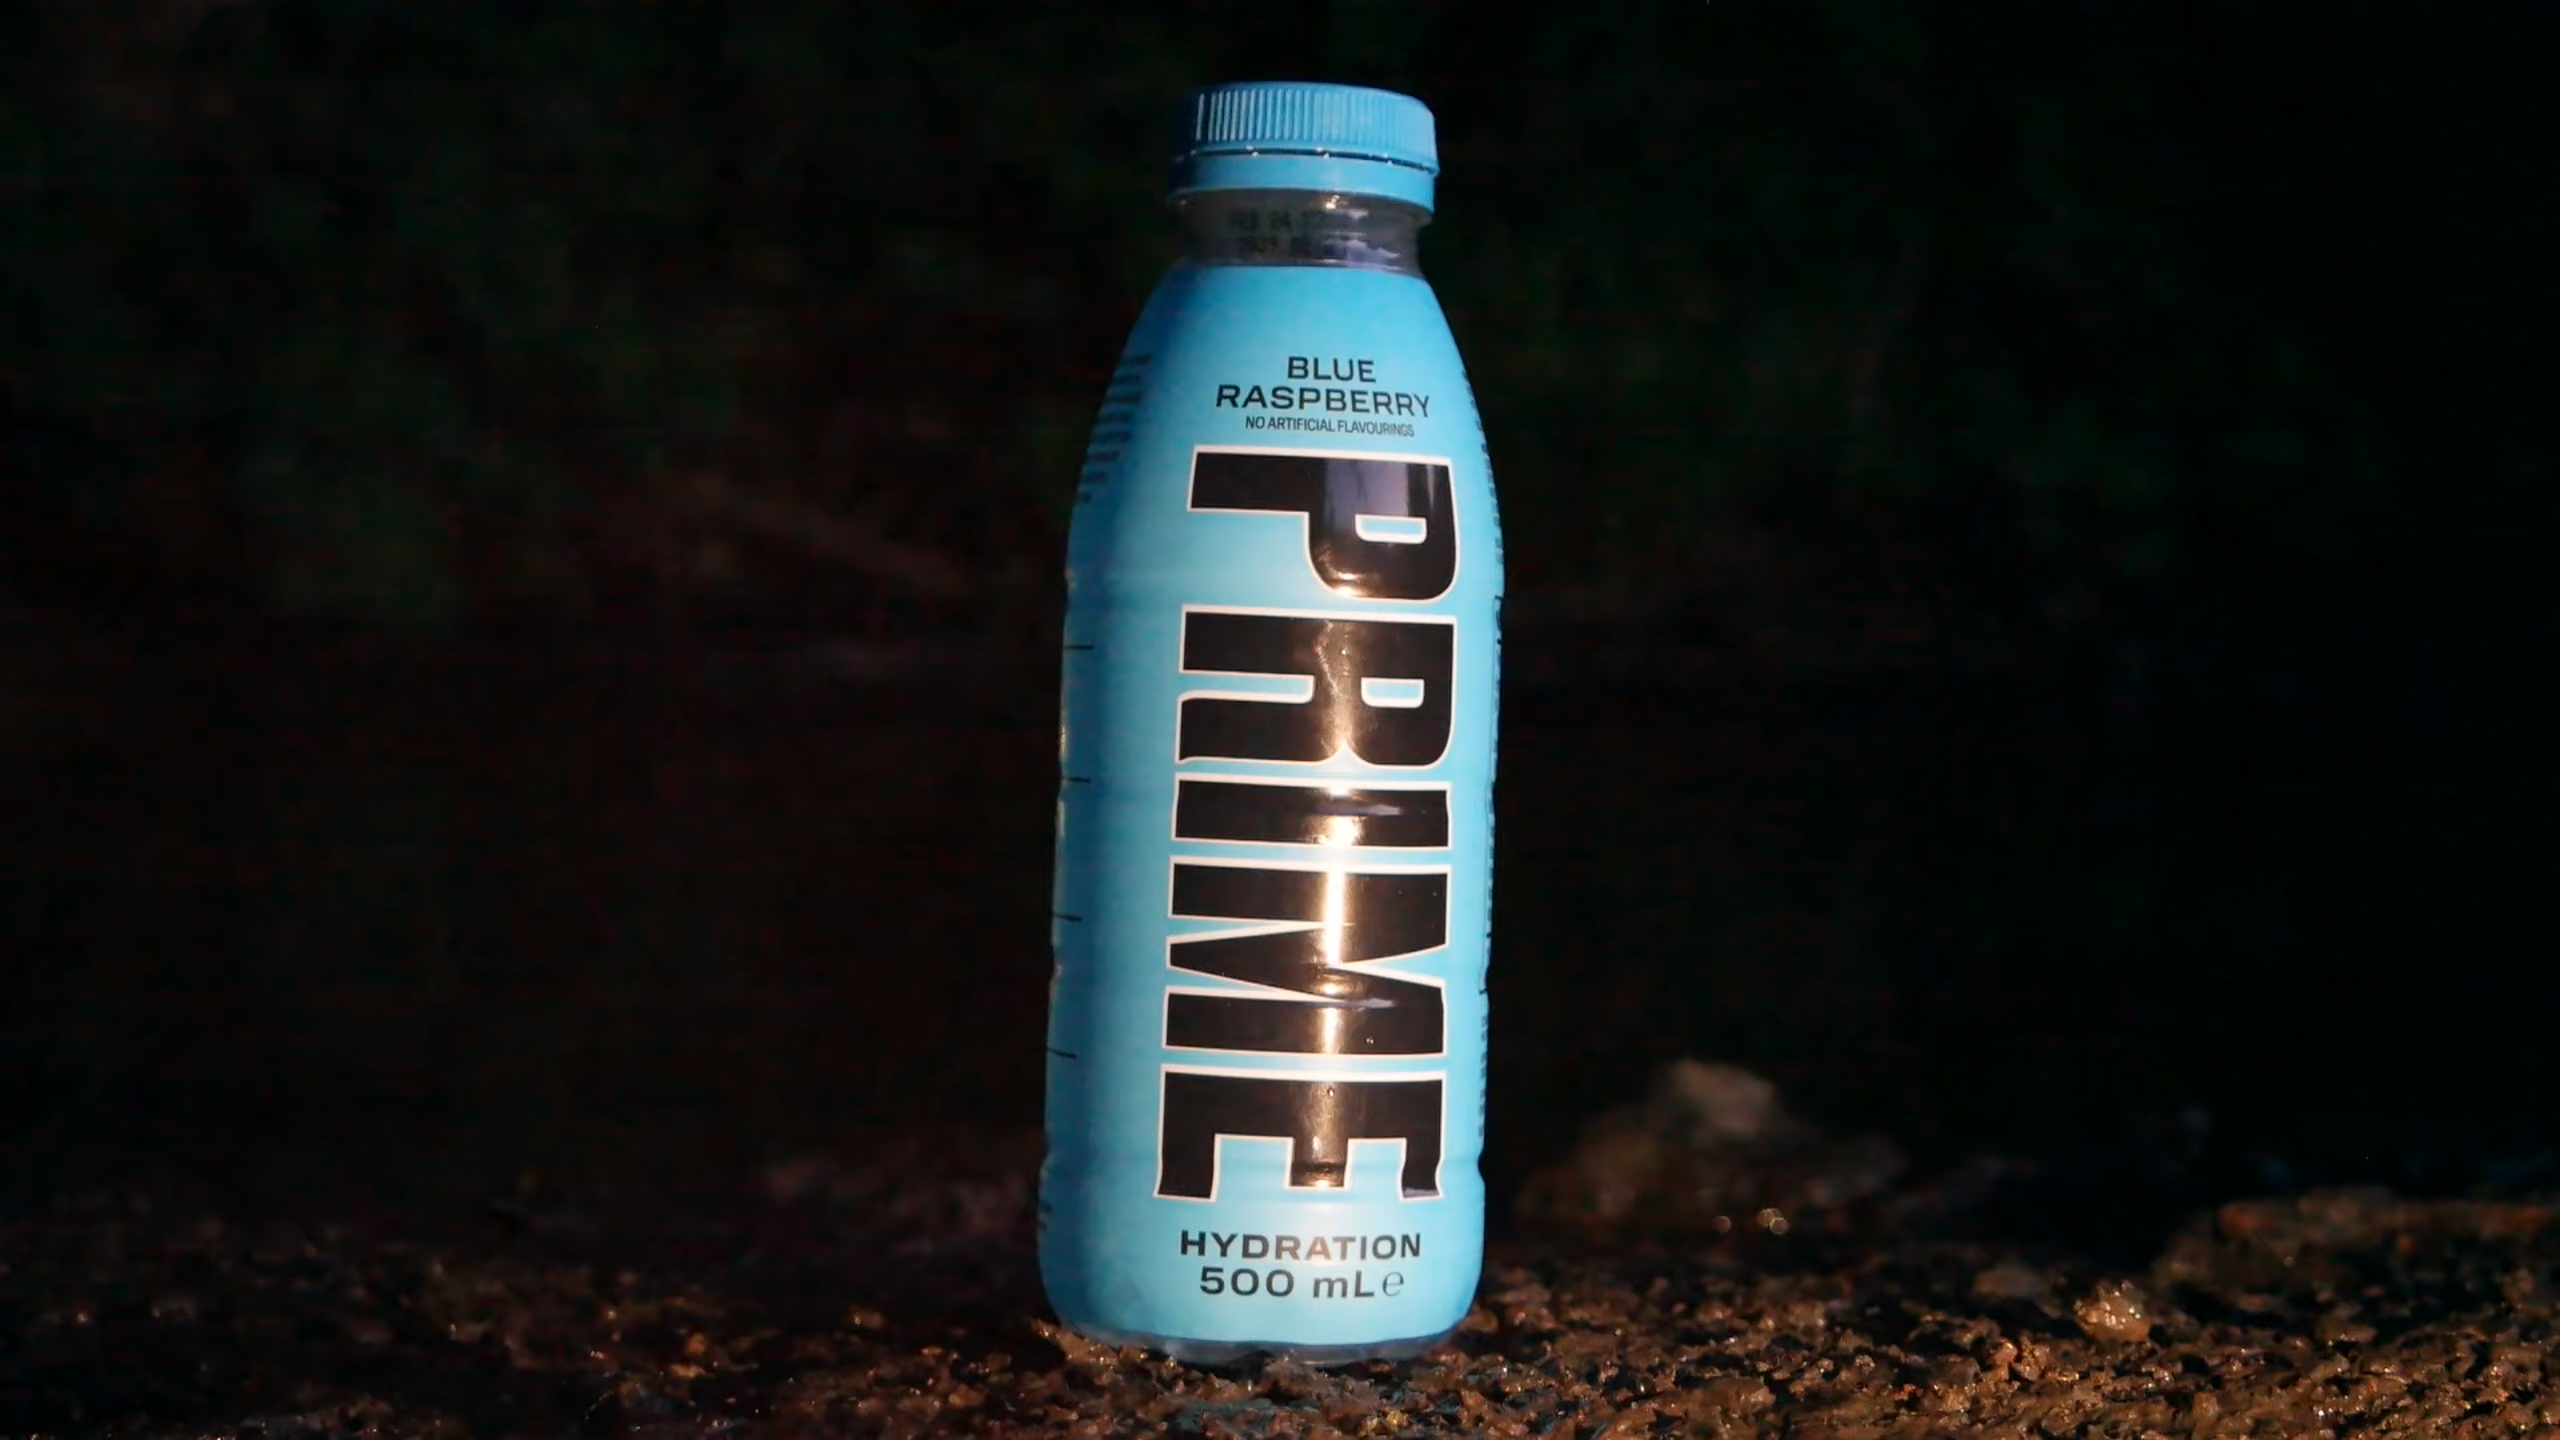 BLUE
RASPBERRY
NO ARTIFICIAL FLAVOURINGS
PRIME
HYDRATION
500 mL ℮